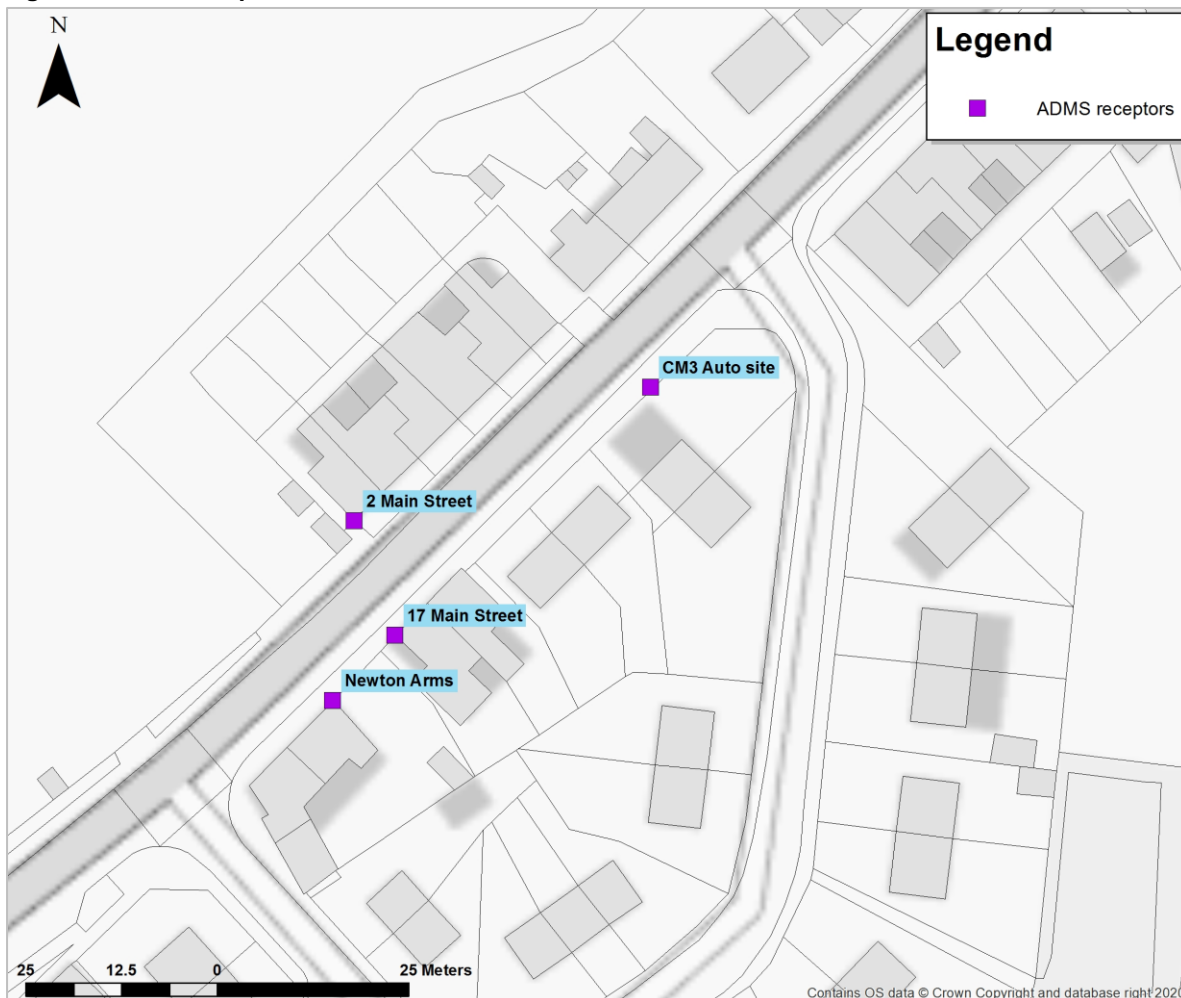 N
Legend
ADMS receptors
CM3 Auto site
2 Main Street
17 Main Street
Newton Arms
25 12.5 0 25 Meters
Contains OS data © Crown Copyright and database right 2020